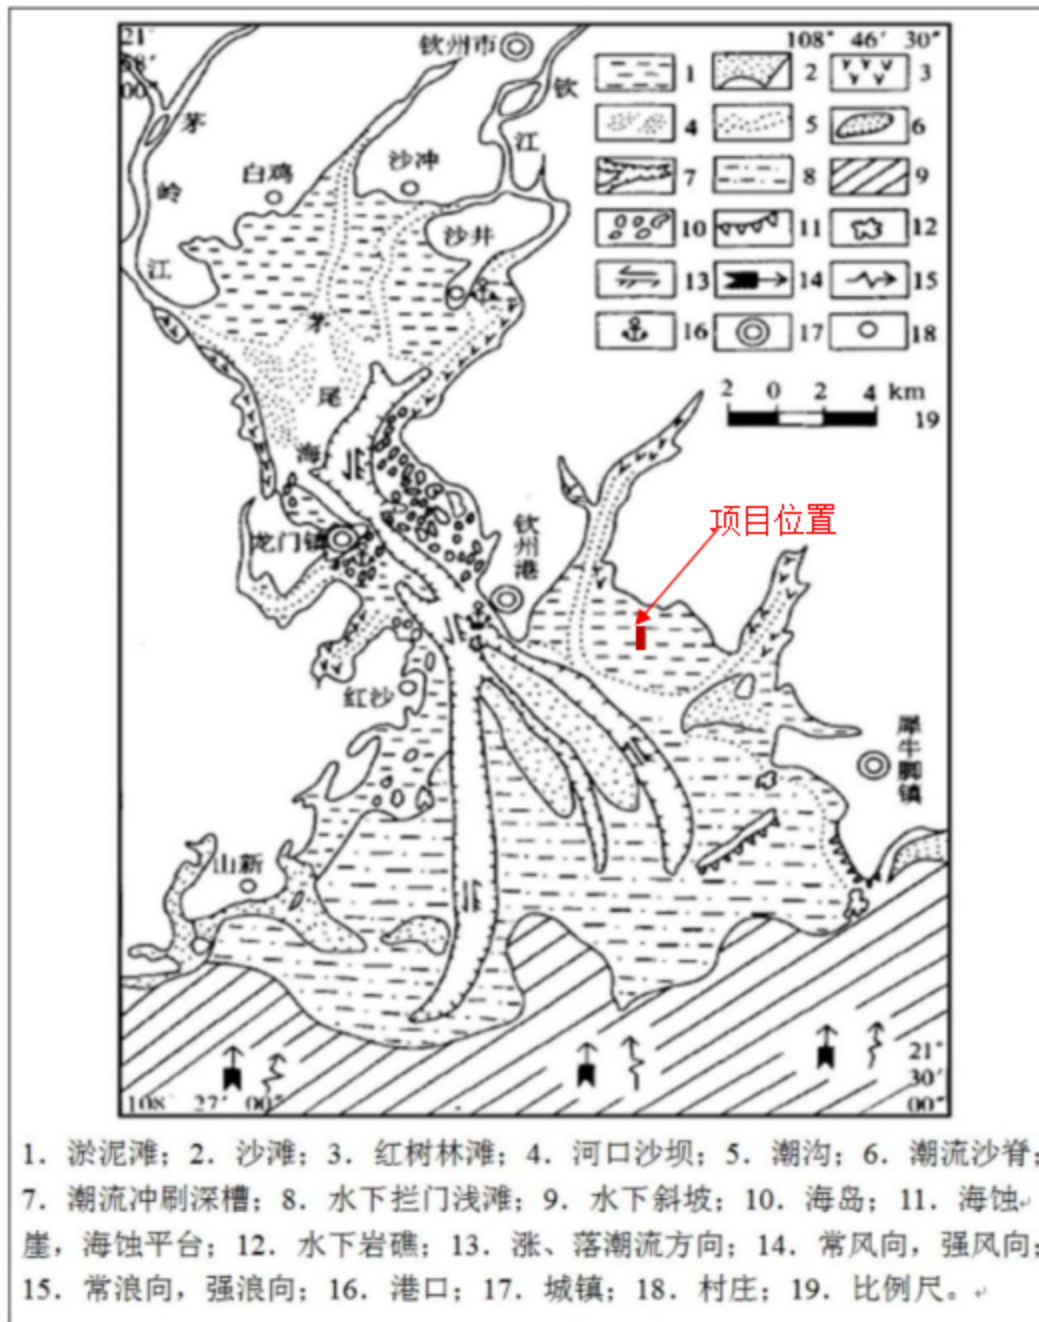 21°
58′
00″
108° 46′ 30″
钦州市
钦
江
茅
岭
江
白鸡
沙冲
沙井
茅
尾
海
1
2
3
4
5
6
7
8
9
10
11
12
13
14
15
16
17
18
2 0 2 4 km
19
项目位置
钦州港
龙门镇
红沙
犀牛脚镇
山新
21°
30′
00″
108° 27′ 00″
1. 淤泥滩；2. 沙滩；3. 红树林滩；4. 河口沙坝；5. 潮沟；6. 潮流沙脊；
7. 潮流冲刷深槽；8. 水下拦门浅滩；9. 水下斜坡；10. 海岛；11. 海蚀
崖，海蚀平台；12. 水下岩礁；13. 涨、落潮流方向；14. 常风向，强风向；
15. 常浪向，强浪向；16. 港口；17. 城镇；18. 村庄；19. 比例尺。